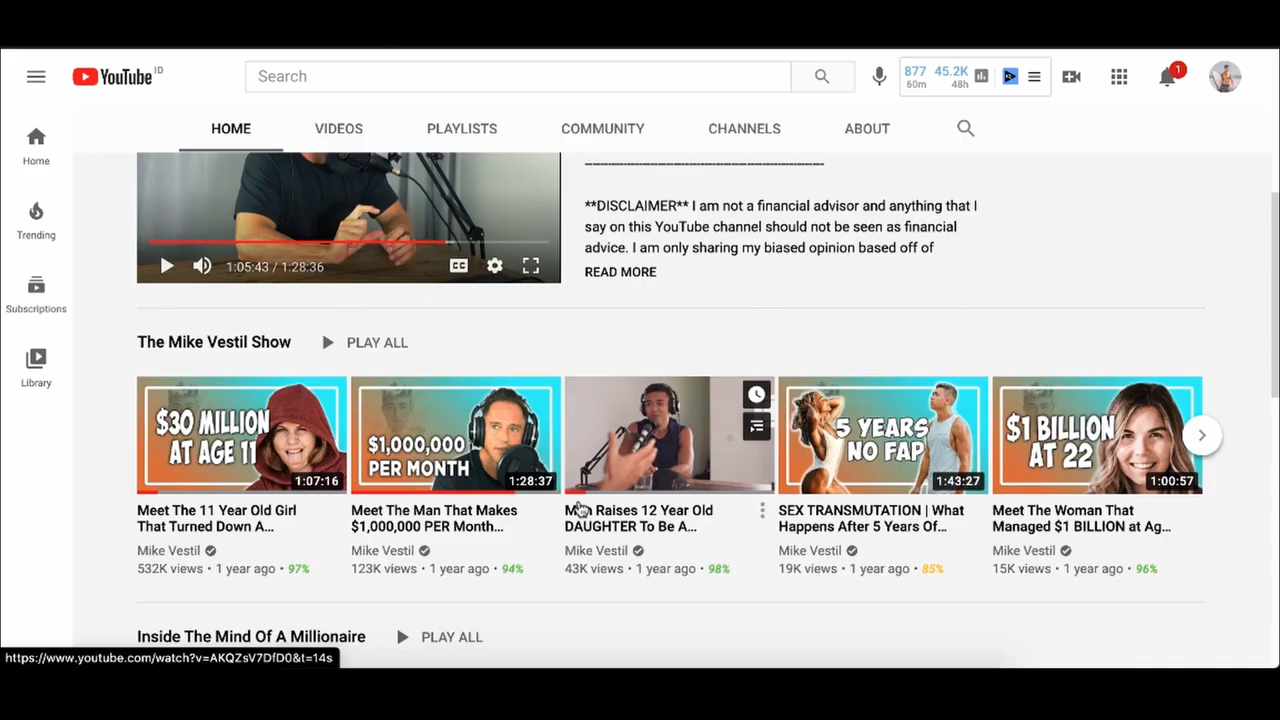 YouTube ID
Search
877 45.2K
60m 48h
1
HOME VIDEOS PLAYLISTS COMMUNITY CHANNELS ABOUT
Home
Trending
Subscriptions
Library
**DISCLAIMER** I am not a financial advisor and anything that I
say on this YouTube channel should not be seen as financial
advice. I am only sharing my biased opinion based off of
READ MORE
1:05:43 / 1:28:36
CC
The Mike Vestil Show PLAY ALL
$30 MILLION
AT AGE 11
1:07:16
$1,000,000
PER MONTH
1:28:37
5 YEARS
NO FAP
1:43:27
$1 BILLION
AT 22
1:00:57
Meet The 11 Year Old Girl
That Turned Down A...
Mike Vestil
532K views • 1 year ago • 97%
Meet The Man That Makes
$1,000,000 PER Month...
Mike Vestil
123K views • 1 year ago • 94%
Raises 12 Year Old
DAUGHTER To Be A...
Mike Vestil
43K views • 1 year ago • 98%
SEX TRANSMUTATION | What
Happens After 5 Years Of...
Mike Vestil
19K views • 1 year ago • 85%
Meet The Woman That
Managed $1 BILLION at Ag...
Mike Vestil
15K views • 1 year ago • 96%
Inside The Mind Of A Millionaire PLAY ALL
https://www.youtube.com/watch?v=AKQZsV7DfD0&t=14s